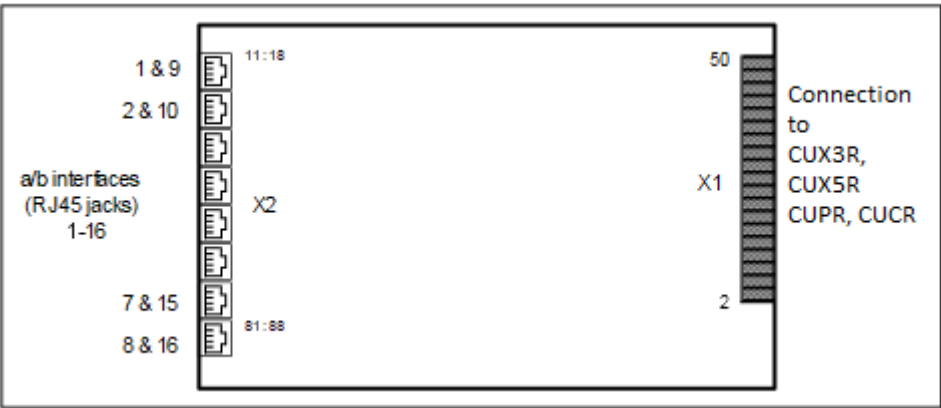 1 & 9
11:18
2 & 10
a/b interfaces
(RJ45 jacks)
1-16
X2
7 & 15
8 & 16
81:88
50
X1
2
Connection
to
CUX3R,
CUX5R
CUPR, CUCR